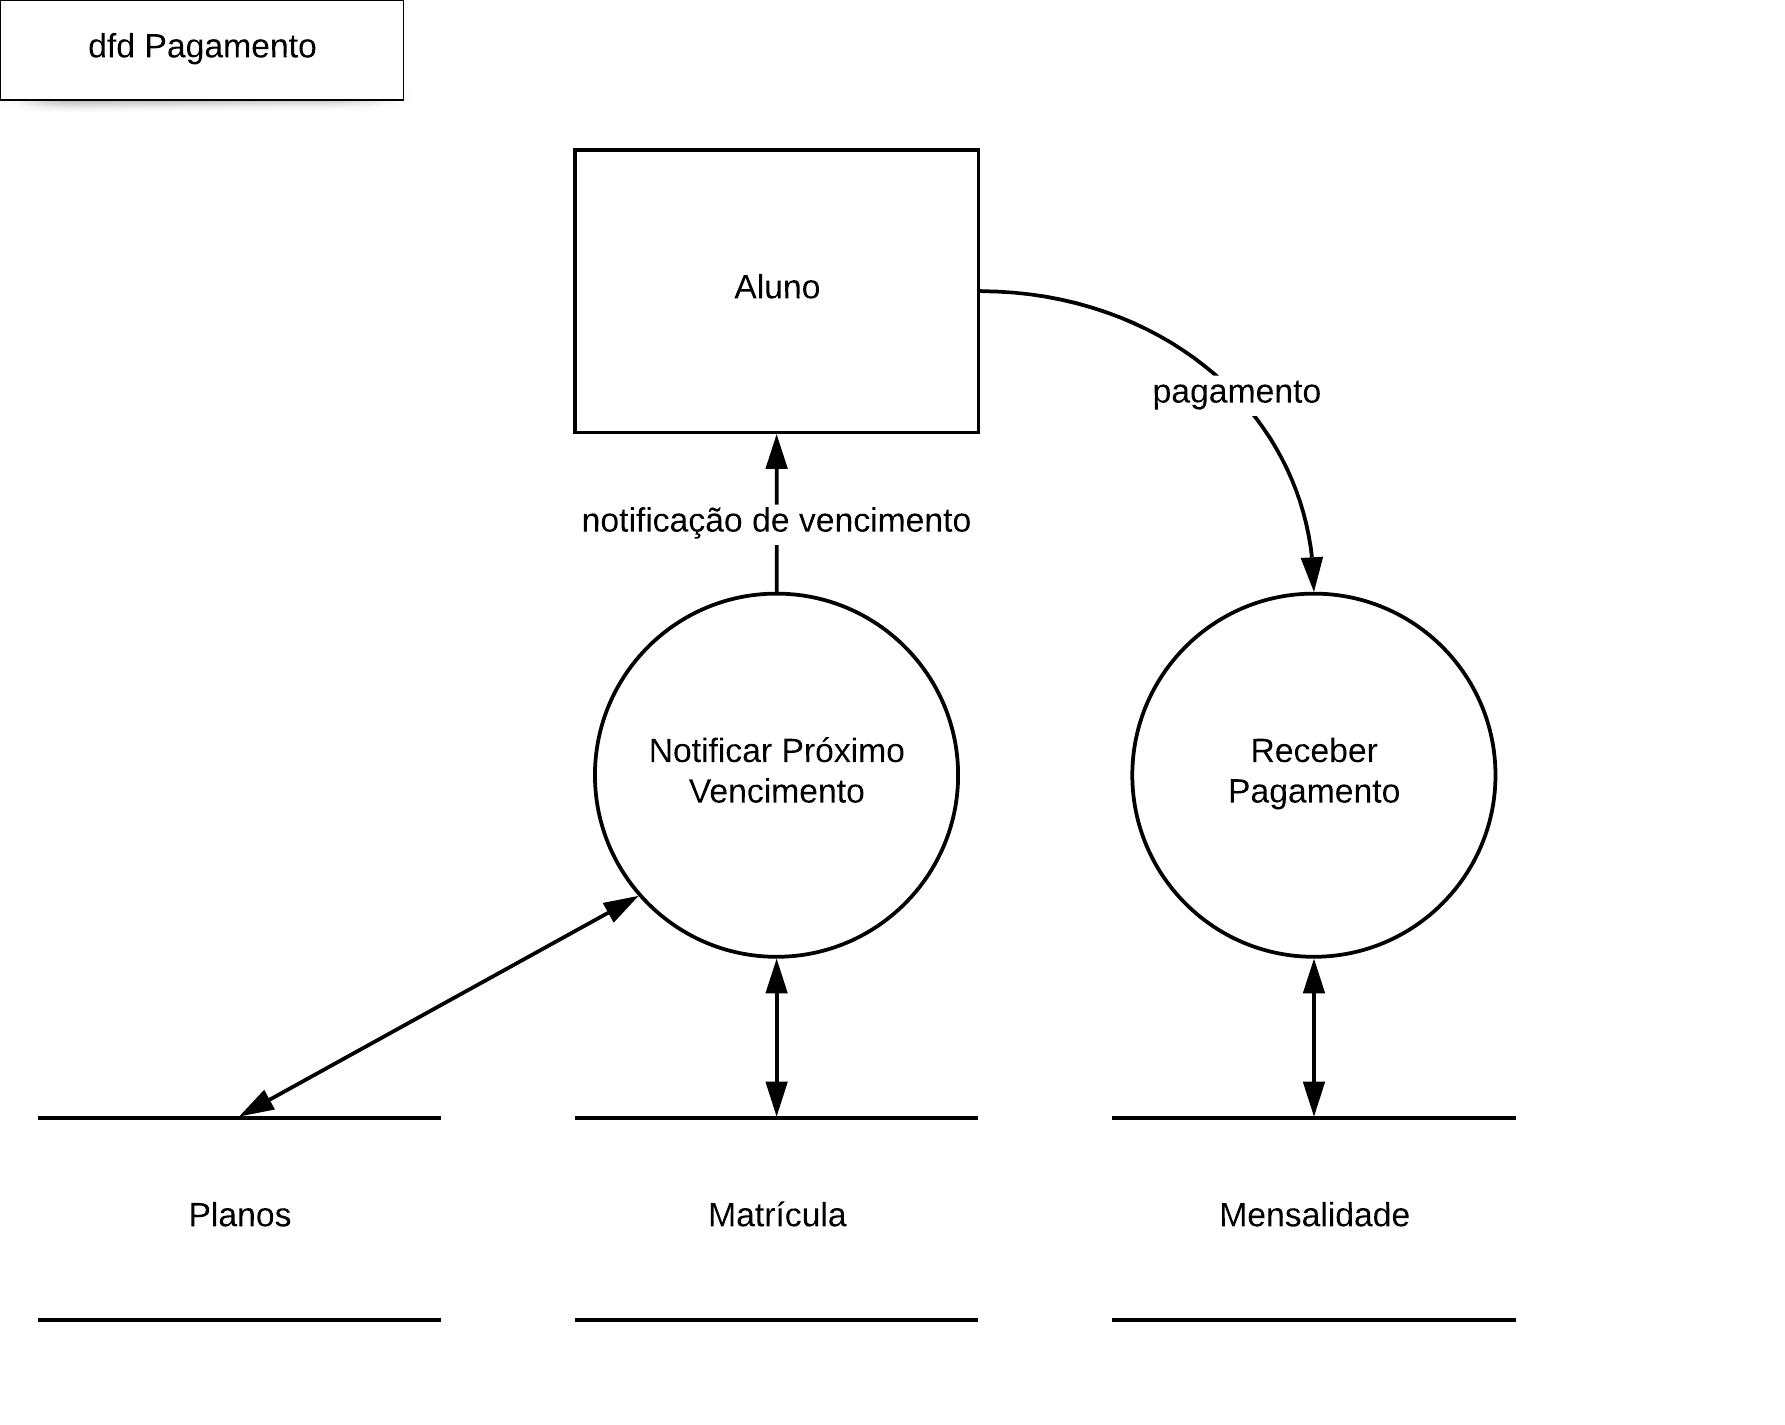 dfd Pagamento
Aluno
pagamento
notificação de vencimento
Notificar Próximo
Vencimento
Receber
Pagamento
Planos
Matrícula
Mensalidade